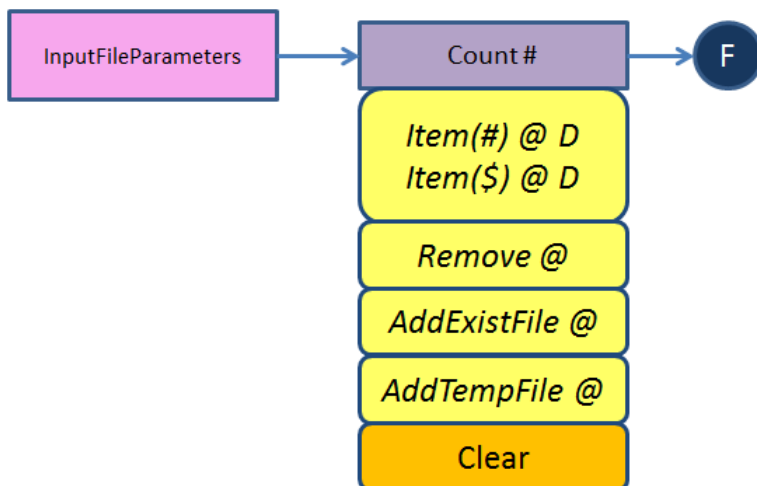 InputFileParameters
Count #
F
Item(#) @ D
Item($) @ D
Remove @
AddExistFile @
AddTempFile @
Clear